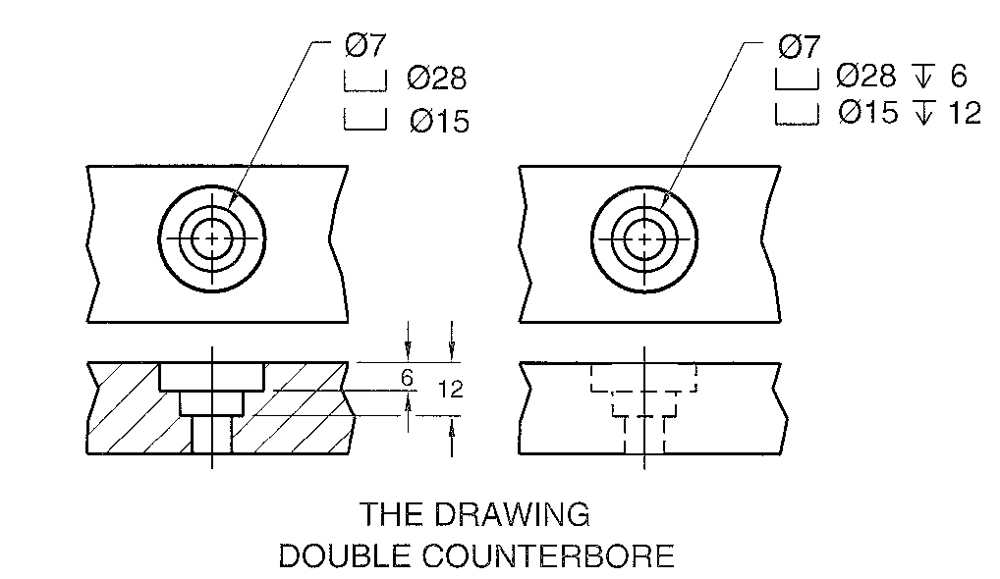 Ø7
⌴ Ø28
⌴ Ø15
Ø7
⌴ Ø28 ↧ 6
⌴ Ø15 ↧ 12
6
12
THE DRAWING
DOUBLE COUNTERBORE